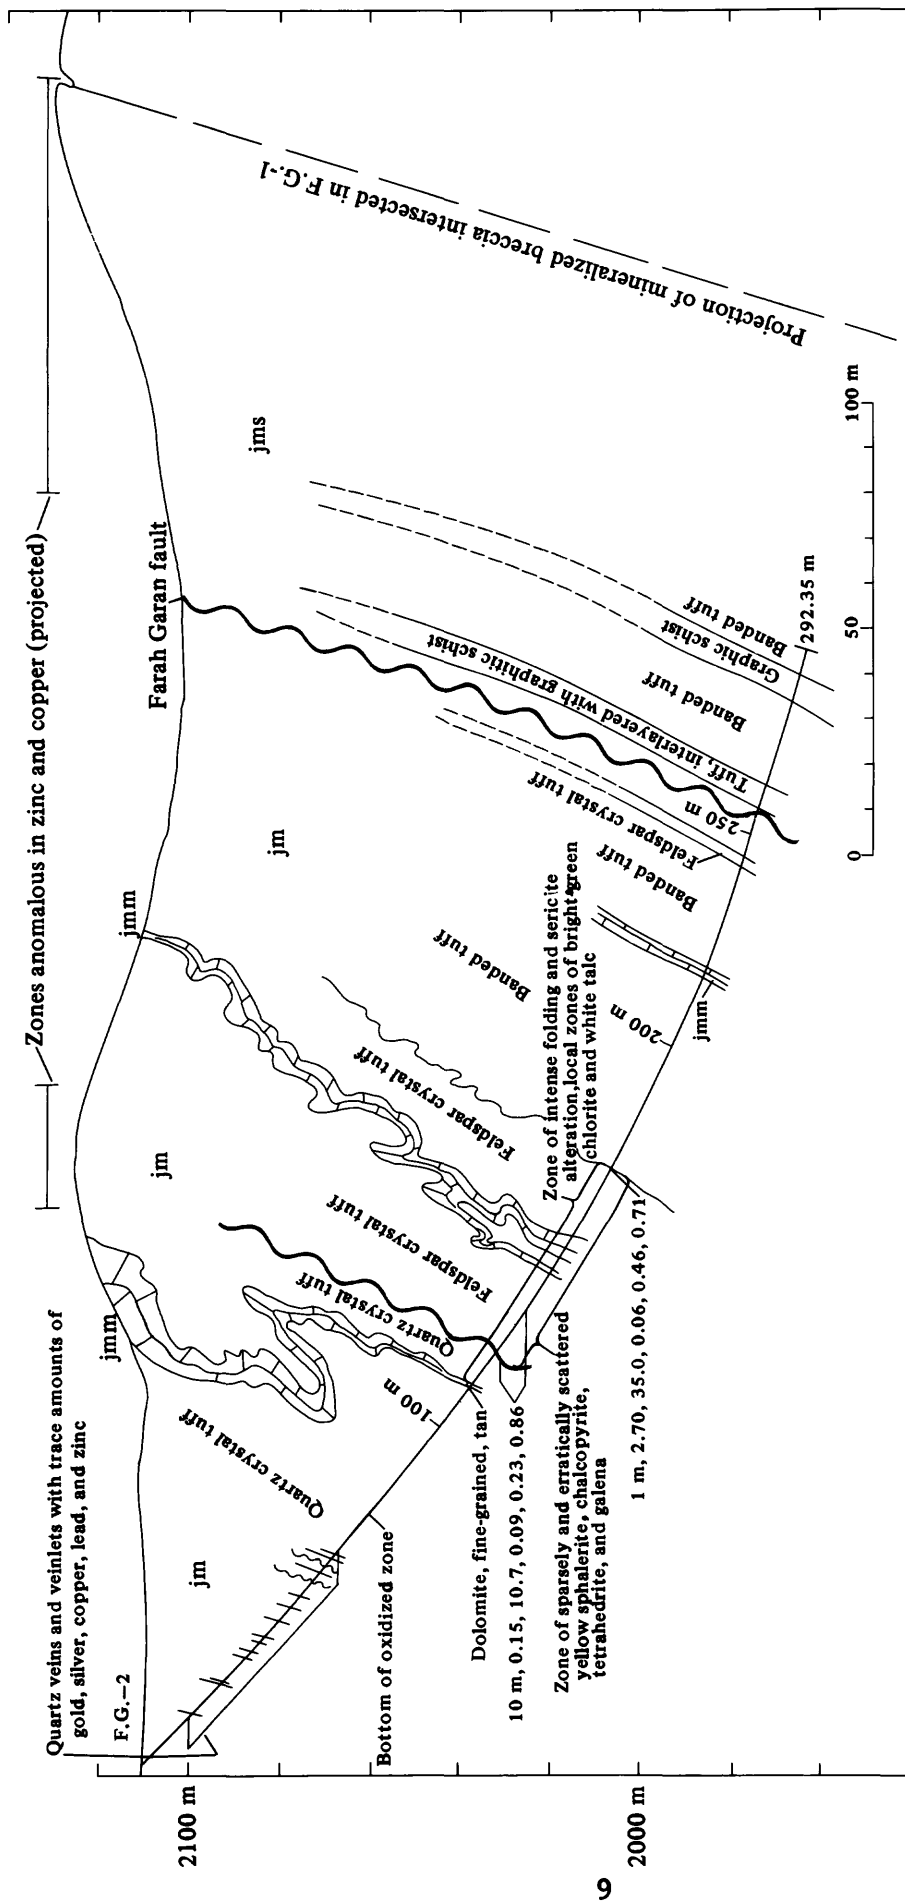 Zones anomalous in zinc and copper (projected)
Quartz veins and veinlets with trace amounts of
gold, silver, copper, lead, and zinc
F.G.–2
jmm
jmm
Farah Garan fault
jm
jm
jm
jms
2100 m
2000 m
Quartz crystal tuff
Quartz crystal tuff
Feldspar crystal tuff
Feldspar crystal tuff
Banded tuff
Banded tuff
Feldspar crystal tuff
Tuff, interlayered with graphitic schist
Banded tuff
Graphic schist
Banded tuff
Projection of mineralized breccia intersected in F.G.-1
100 m
200 m
250 m
292.35 m
jmm
Bottom of oxidized zone
Dolomite, fine-grained, tan
10 m, 0.15, 10.7, 0.09, 0.23, 0.86
Zone of sparsely and erratically scattered
yellow sphalerite, chalcopyrite,
tetrahedrite, and galena
1 m, 2.70, 35.0, 0.06, 0.46, 0.71
Zone of intense folding and sericite
alteration, local zones of bright green
chlorite and white talc
0
50
100 m
9